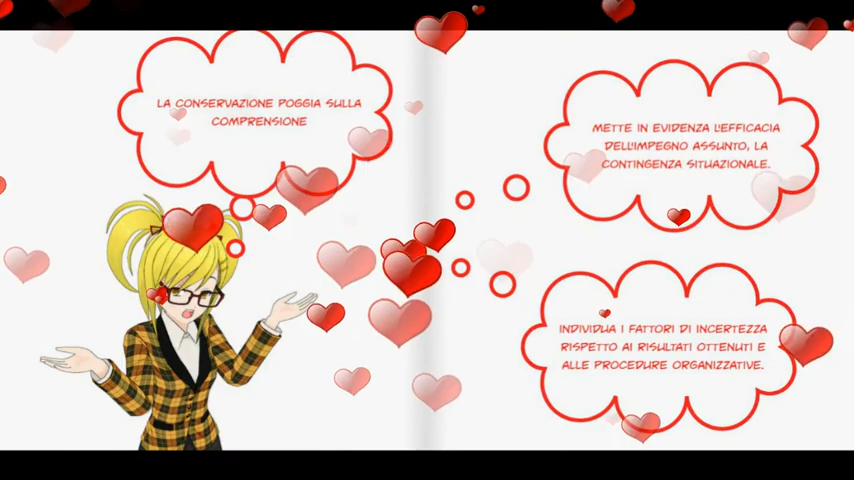 LA CONSERVAZIONE POGGIA SULLA
COMPRENSIONE
METTE IN EVIDENZA L'EFFICACIA
DELL'IMPEGNO ASSUNTO, LA
CONTINGENZA SITUAZIONALE.
INDIVIDUA I FATTORI DI INCERTEZZA
RISPETTO AI RISULTATI OTTENUTI E
ALLE PROCEDURE ORGANIZZATIVE.